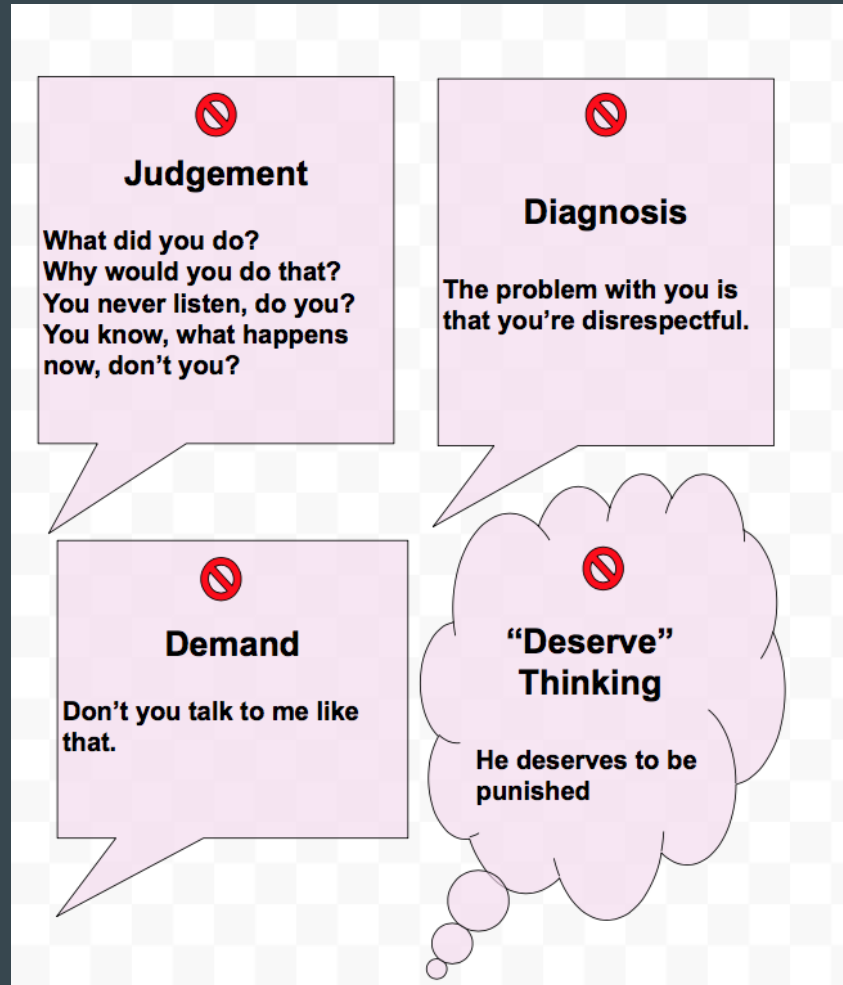 Judgement
What did you do?
Why would you do that?
You never listen, do you?
You know, what happens
now, don’t you?
Diagnosis
The problem with you is
that you’re disrespectful.
Demand
Don’t you talk to me like
that.
“Deserve”
Thinking
He deserves to be
punished